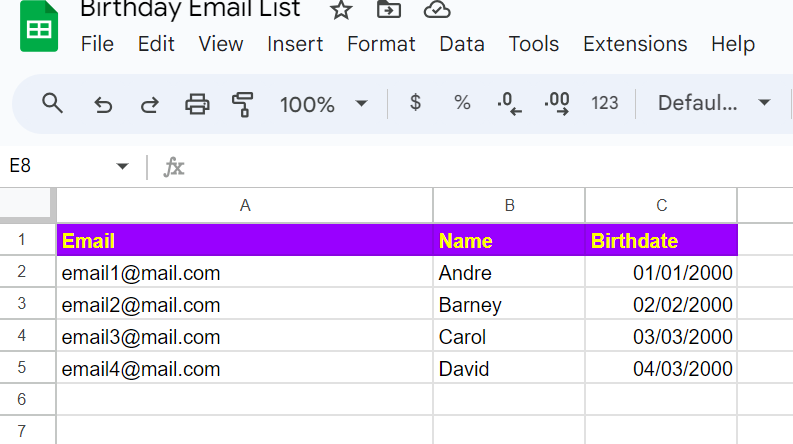 Birthday Email List
File Edit View Insert Format Data Tools Extensions Help
100% $ % .0 .00 123 Defaul...
E8 fx
A B C
1 Email Name Birthdate
2 email1@mail.com Andre 01/01/2000
3 email2@mail.com Barney 02/02/2000
4 email3@mail.com Carol 03/03/2000
5 email4@mail.com David 04/03/2000
6
7